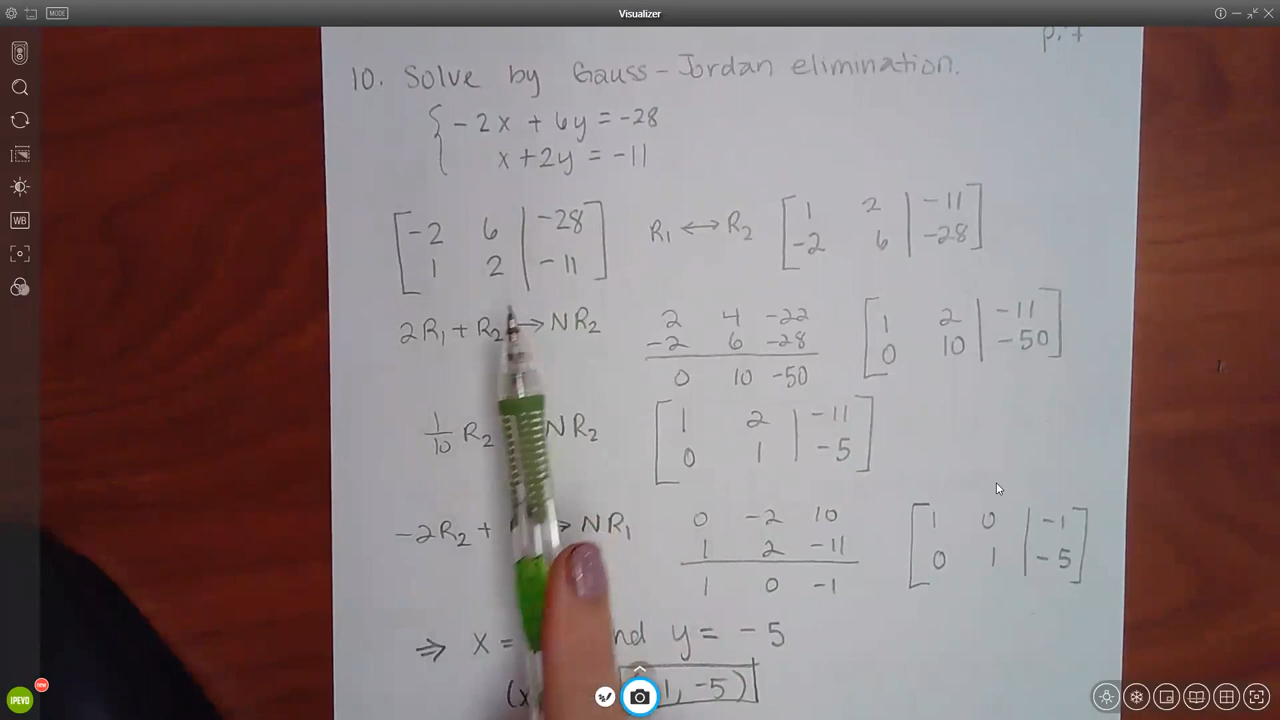 MODE
Visualizer
p. 7
10. Solve by Gauss-Jordan elimination.
-2x + 6y = -28
x + 2y = -11
-2 6 | -28
1 2 | -11
R1 ↔ R2
1 2 | -11
-2 6 | -28
2R1 + R2 → NR2
2 4 -22
-2 6 -28
0 10 -50
1 2 | -11
0 10 | -50
1/10 R2 NR2
1 2 | -11
0 1 | -5
-2R2 + → NR1
0 -2 10
1 2 -11
1 0 -1
1 0 | -1
0 1 | -5
⇒ x = nd y = -5
(x 1, -5)
WB
new
IPEVO